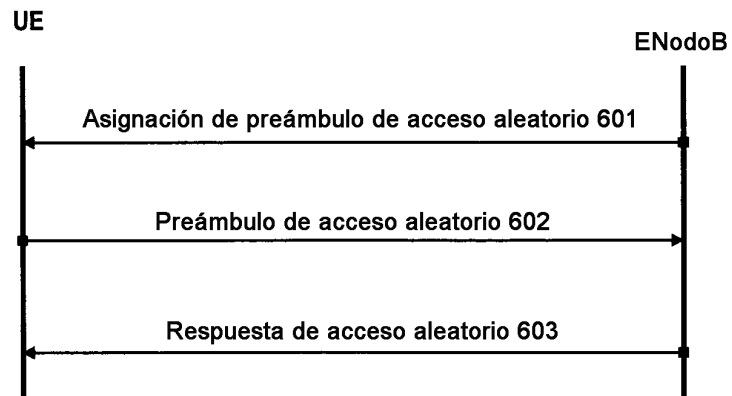 UE
ENodoB
Asignación de preámbulo de acceso aleatorio 601
Preámbulo de acceso aleatorio 602
Respuesta de acceso aleatorio 603